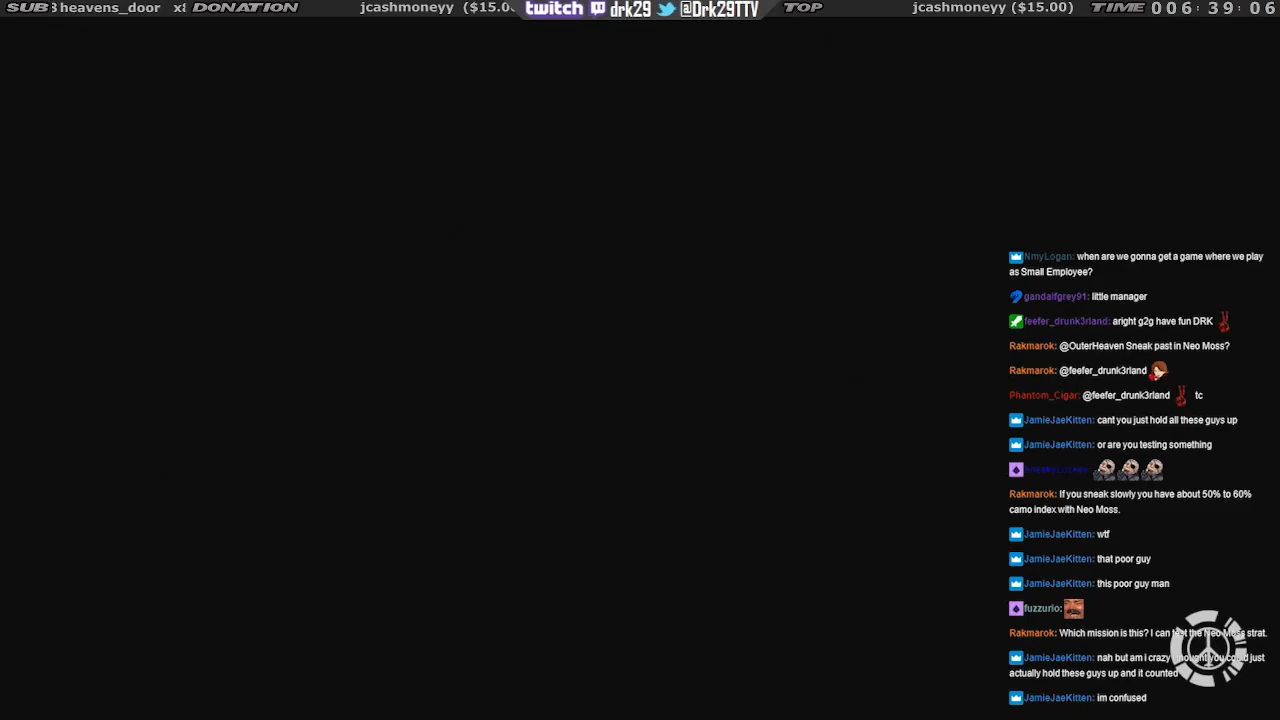 SUB heavens_door x DONATION jcashmoneyy ($15.0 twitch drk29 @Drk29TTV TOP jcashmoneyy ($15.00) TIME 006:39:06
NmyLogan: when are we gonna get a game where we play
as Small Employee?
gandalfgrey91: little manager
feefer_drunk3rland: aright g2g have fun DRK
Rakmarok: @OuterHeaven Sneak past in Neo Moss?
Rakmarok: @feefer_drunk3rland
Phantom_Cigar: @feefer_drunk3rland tc
JamieJaeKitten: cant you just hold all these guys up
JamieJaeKitten: or are you testing something
Rakmarok: If you sneak slowly you have about 50% to 60%
camo index with Neo Moss.
JamieJaeKitten: wtf
JamieJaeKitten: that poor guy
JamieJaeKitten: this poor guy man
fuzzurio:
Rakmarok: Which mission is this? I can test the Neo Moss strat.
JamieJaeKitten: nah but am i crazy i thought you could just
actually hold these guys up and it counted
JamieJaeKitten: im confused